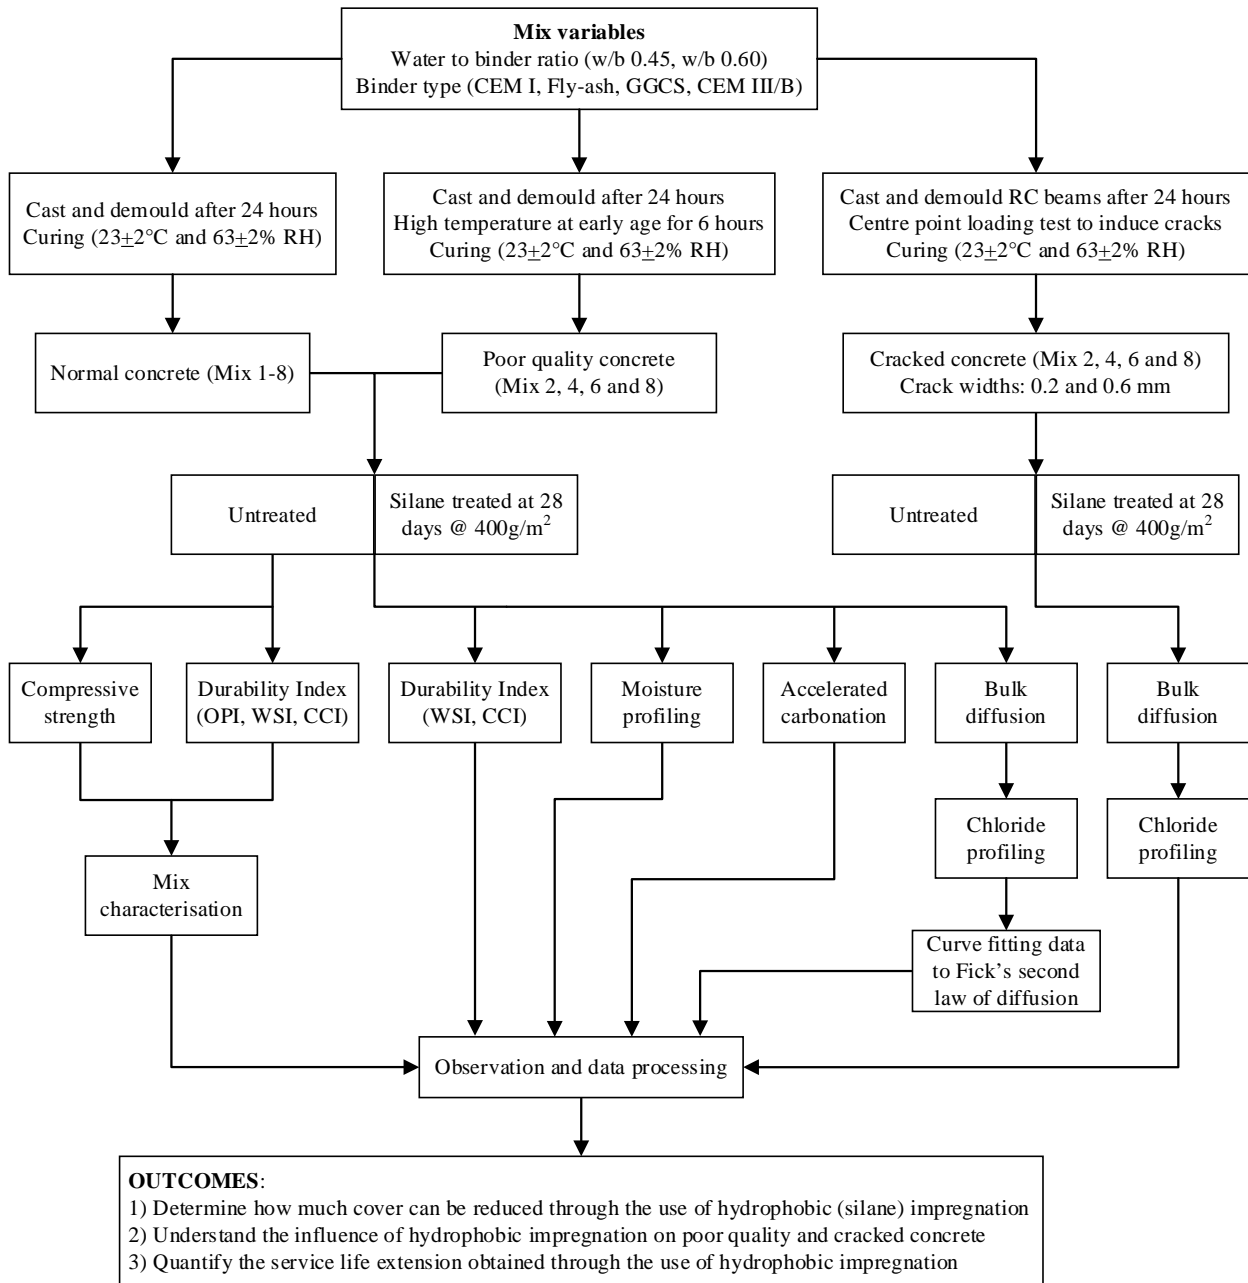 Mix variables
Water to binder ratio (w/b 0.45, w/b 0.60)
Binder type (CEM I, Fly-ash, GGCS, CEM III/B)
Cast and demould after 24 hours
Curing (23±2°C and 63±2% RH)
Cast and demould after 24 hours
High temperature at early age for 6 hours
Curing (23±2°C and 63±2% RH)
Cast and demould RC beams after 24 hours
Centre point loading test to induce cracks
Curing (23±2°C and 63±2% RH)
Normal concrete (Mix 1-8)
Poor quality concrete
(Mix 2, 4, 6 and 8)
Cracked concrete (Mix 2, 4, 6 and 8)
Crack widths: 0.2 and 0.6 mm
Untreated
Silane treated at 28
days @ 400g/m²
Untreated
Silane treated at 28
days @ 400g/m²
Compressive
strength
Durability Index
(OPI, WSI, CCI)
Durability Index
(WSI, CCI)
Moisture
profiling
Accelerated
carbonation
Bulk
diffusion
Bulk
diffusion
Chloride
profiling
Chloride
profiling
Mix
characterisation
Curve fitting data
to Fick's second
law of diffusion
Observation and data processing
OUTCOMES:
1) Determine how much cover can be reduced through the use of hydrophobic (silane) impregnation
2) Understand the influence of hydrophobic impregnation on poor quality and cracked concrete
3) Quantify the service life extension obtained through the use of hydrophobic impregnation